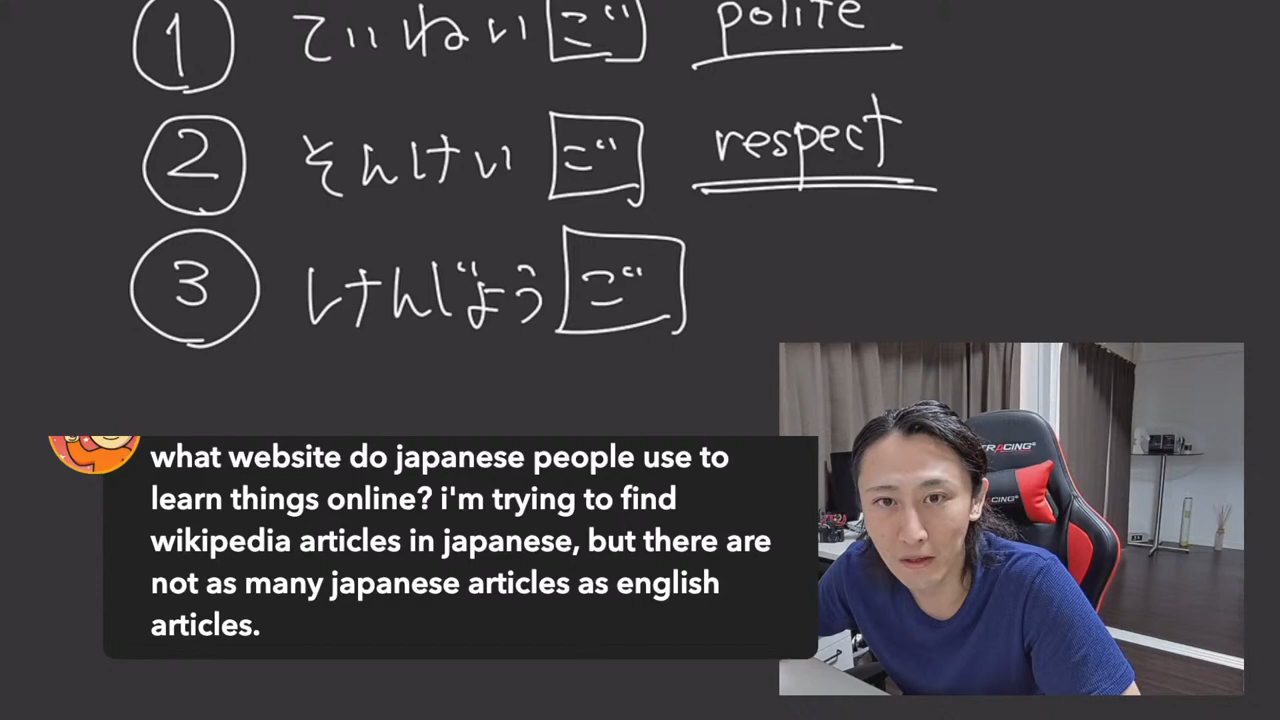 1 ていねいご polite
2 そんけいご respect
3 けんじょうご
what website do japanese people use to
learn things online? i'm trying to find
wikipedia articles in japanese, but there are
not as many japanese articles as english
articles.
TRACING
CING